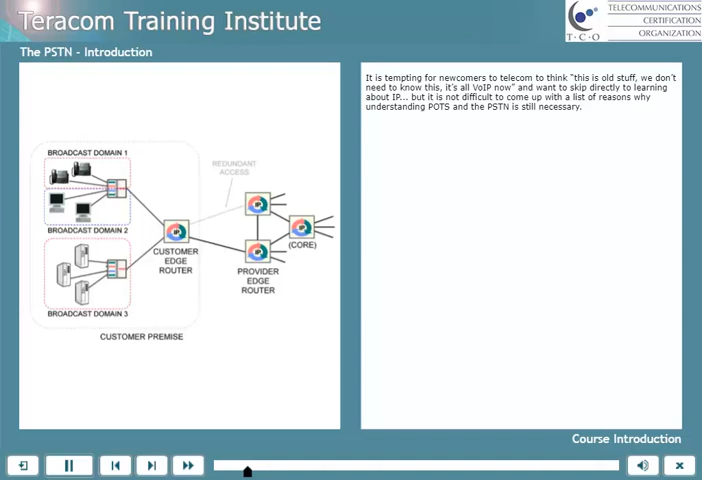 Teracom Training Institute
TELECOMMUNICATIONS
CERTIFICATION
ORGANIZATION
T·C·O
The PSTN - Introduction
It is tempting for newcomers to telecom to think "this is old stuff, we don't
need to know this, it's all VoIP now" and want to skip directly to learning
about IP... but it is not difficult to come up with a list of reasons why
understanding POTS and the PSTN is still necessary.
BROADCAST DOMAIN 1
BROADCAST DOMAIN 2
BROADCAST DOMAIN 3
REDUNDANT
ACCESS
IP
CUSTOMER
EDGE
ROUTER
IP
IP
PROVIDER
EDGE
ROUTER
IP
(CORE)
CUSTOMER PREMISE
Course Introduction